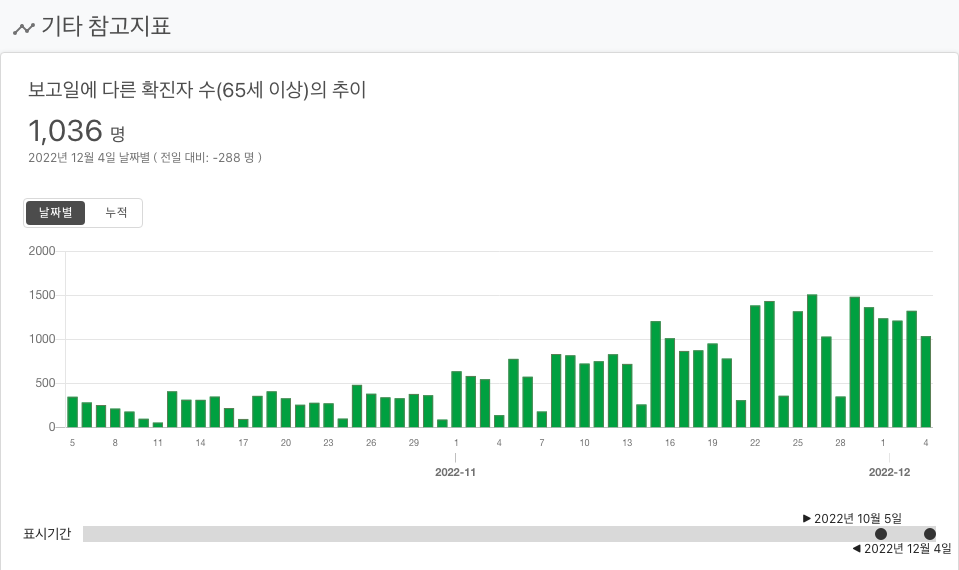 기타 참고지표
보고일에 다른 확진자 수(65세 이상)의 추이
1,036 명
2022년 12월 4일 날짜별 ( 전일 대비: -288 명 )
날짜별 누적
2000
1500
1000
500
0
5 8 11 14 17 20 23 26 29 1 4 7 10 13 16 19 22 25 28 1 4
2022-11 2022-12
▶ 2022년 10월 5일
표시기간
◀ 2022년 12월 4일